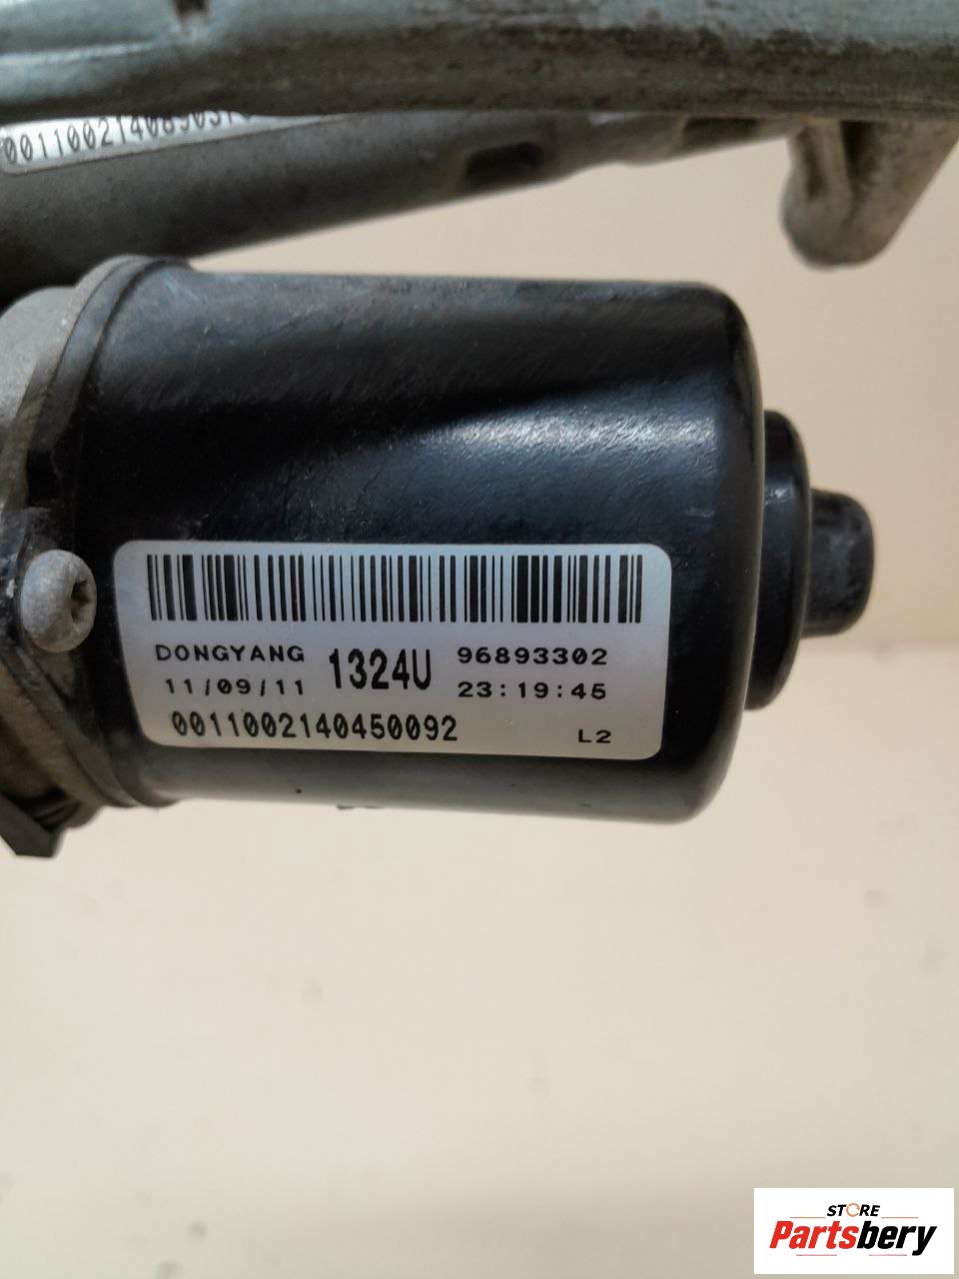 DONGYANG 1324U 96893302
11/09/11 23:19:45
0011002140450092 L2
STORE
Partsbery